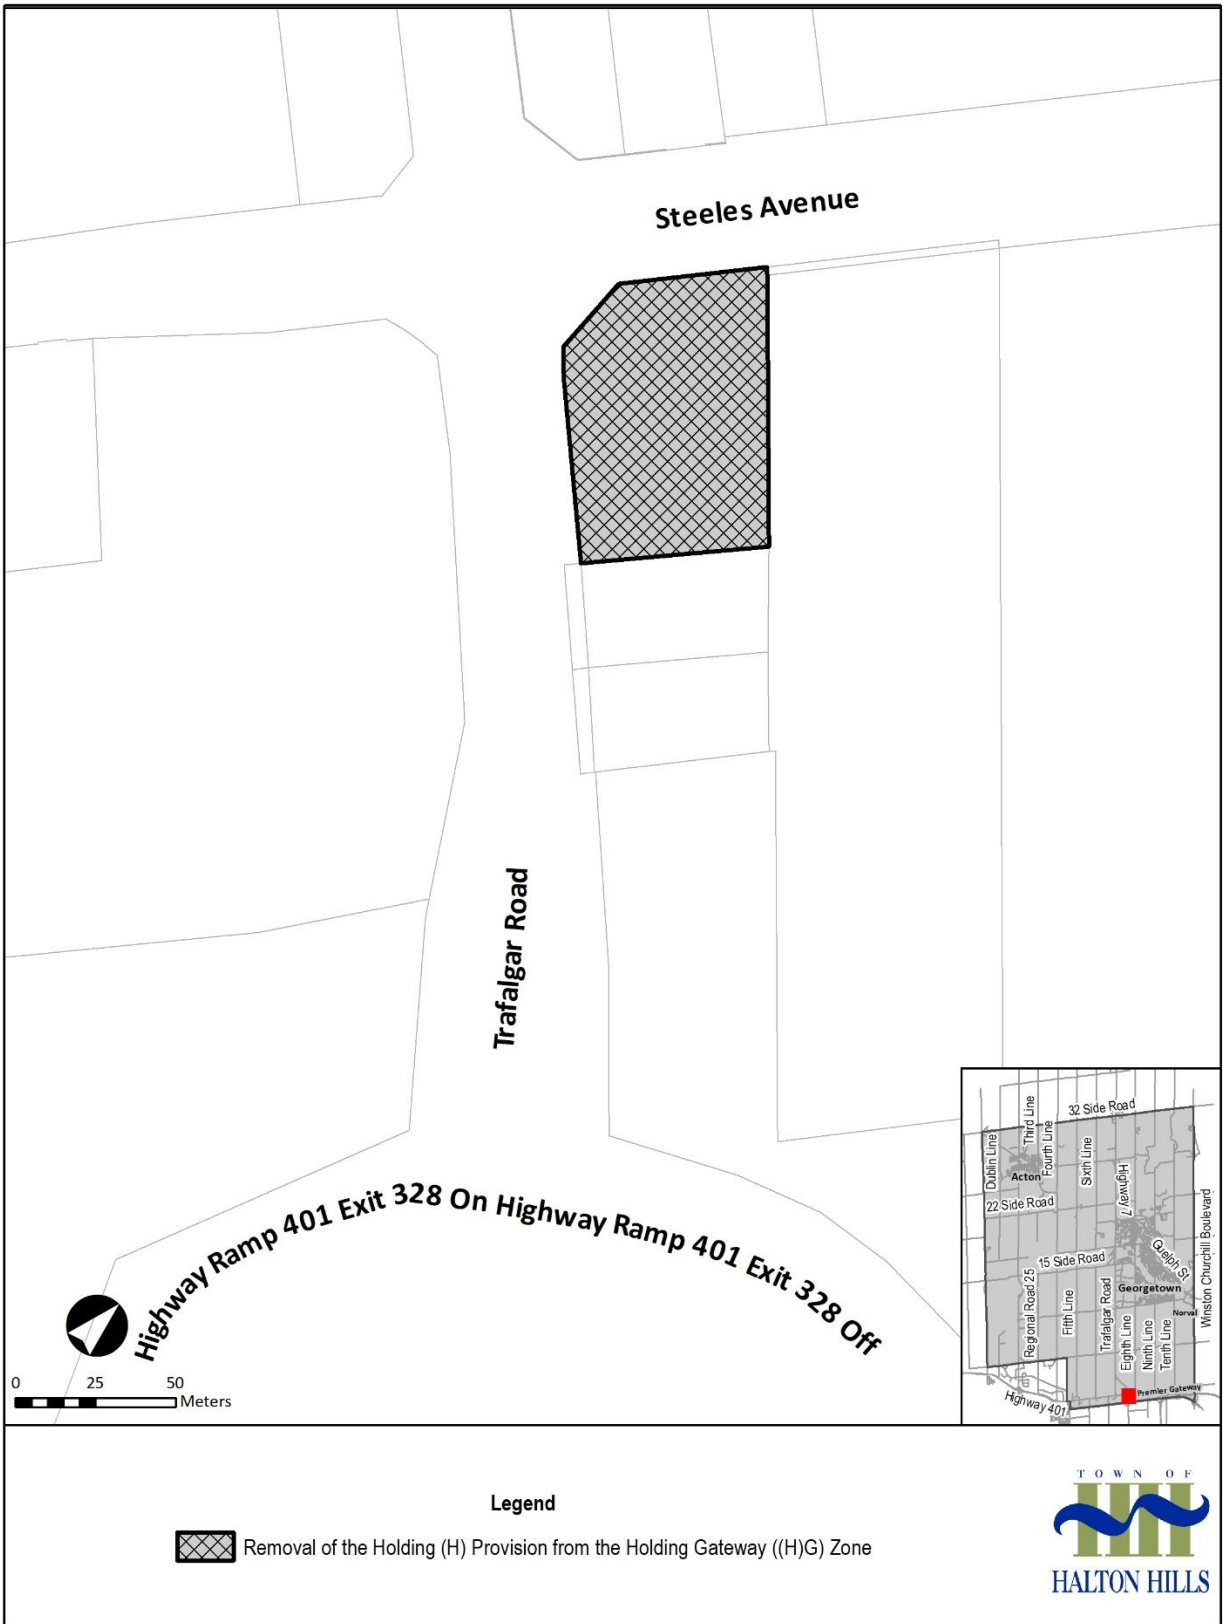 Steeles Avenue
Trafalgar Road
Highway Ramp 401 Exit 328 On Highway Ramp 401 Exit 328 Off
0 25 50
Meters
32 Side Road
Third Line
Dublin Line
Fourth Line
Sixth Line
Acton
Highway 7
22 Side Road
Winston Churchill Boulevard
Guelph St
15 Side Road
Georgetown
Regional Road 25
Fifth Line
Trafalgar Road
Norval
Eighth Line
Ninth Line
Tenth Line
Premier Gateway
Highway 401
Legend
Removal of the Holding (H) Provision from the Holding Gateway ((H)G) Zone
TOWN OF
HALTON HILLS